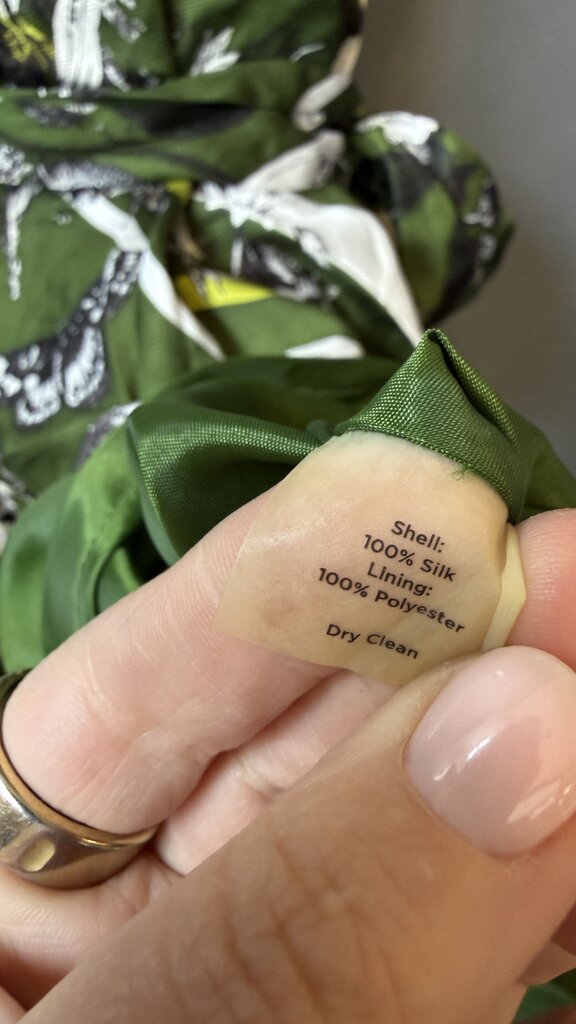 Shell:
100% Silk
Lining:
100% Polyester
Dry Clean